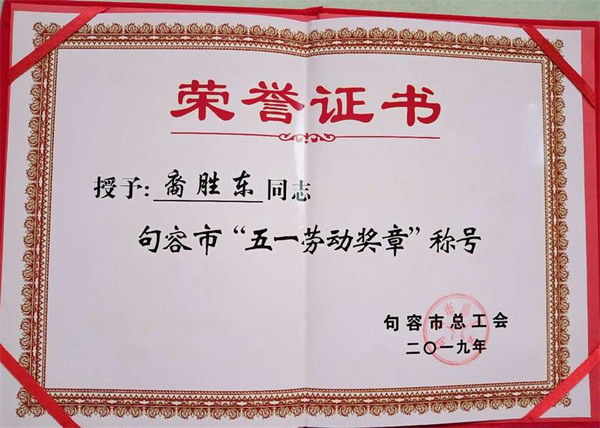 荣誉证书
授予:裔胜东同志
句容市“五一劳动奖章”称号
句容市总工会
二〇一九年